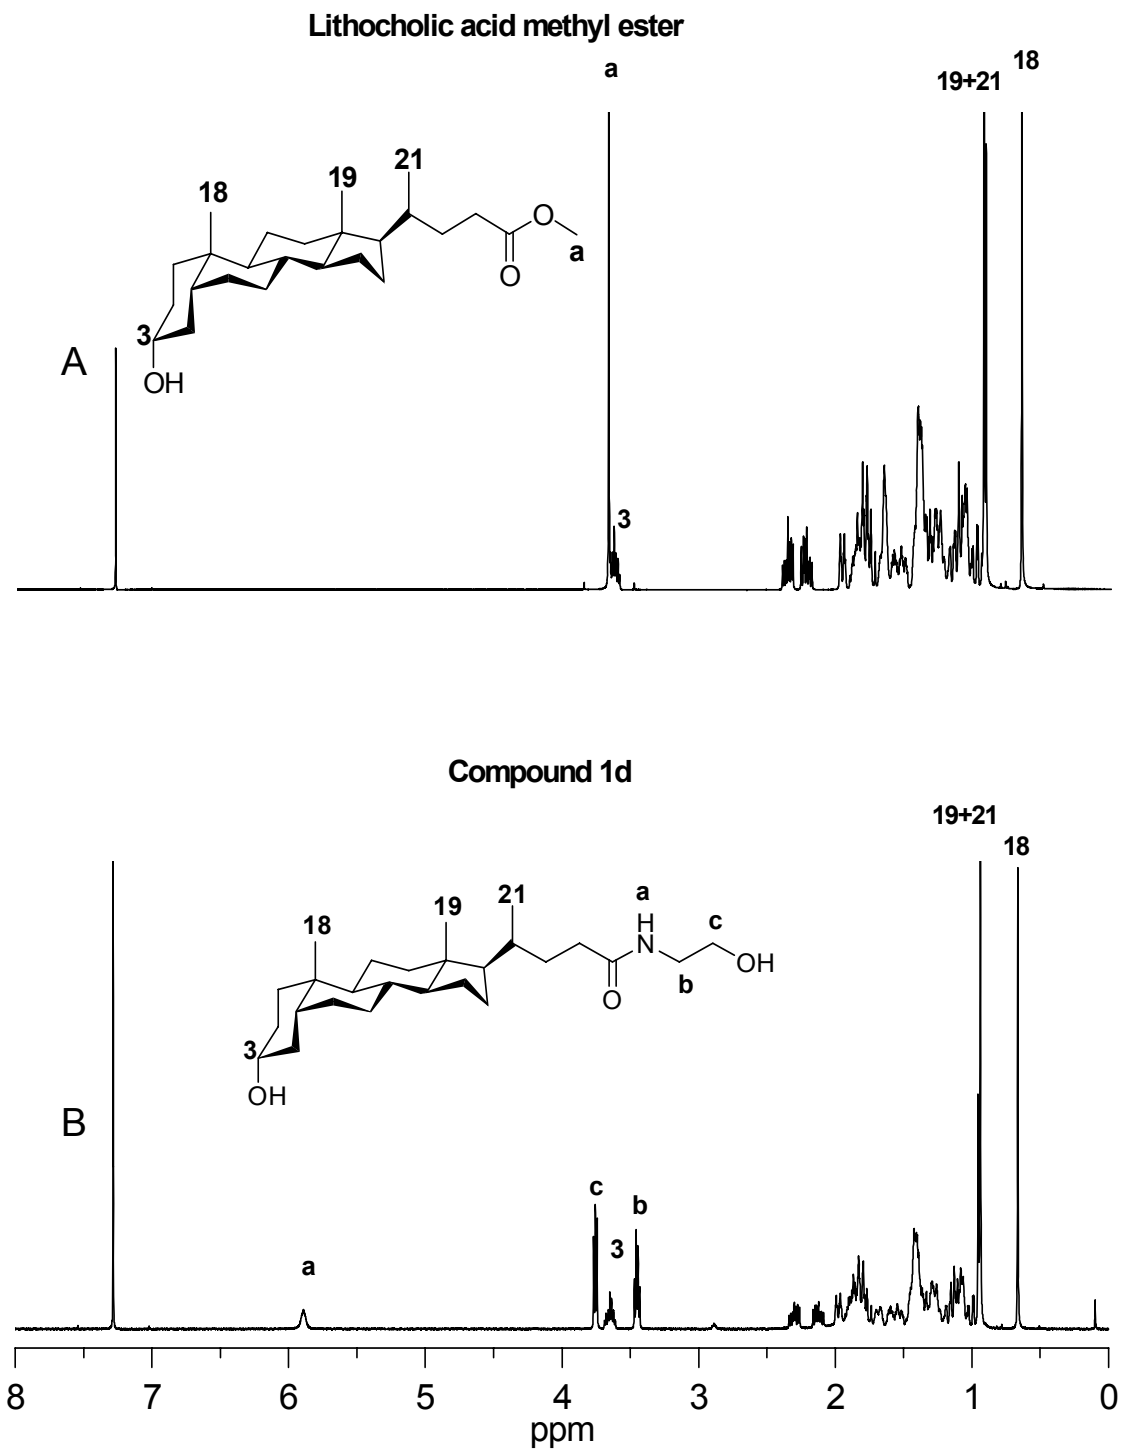 Lithocholic acid methyl ester
a
18
19+21
21
19
18
O
a
O
3
A
OH
3
Compound 1d
19+21
18
a
21
19
H
c
18
N
OH
b
O
3
OH
B
c
b
3
a
8 7 6 5 4 3 2 1 0
ppm